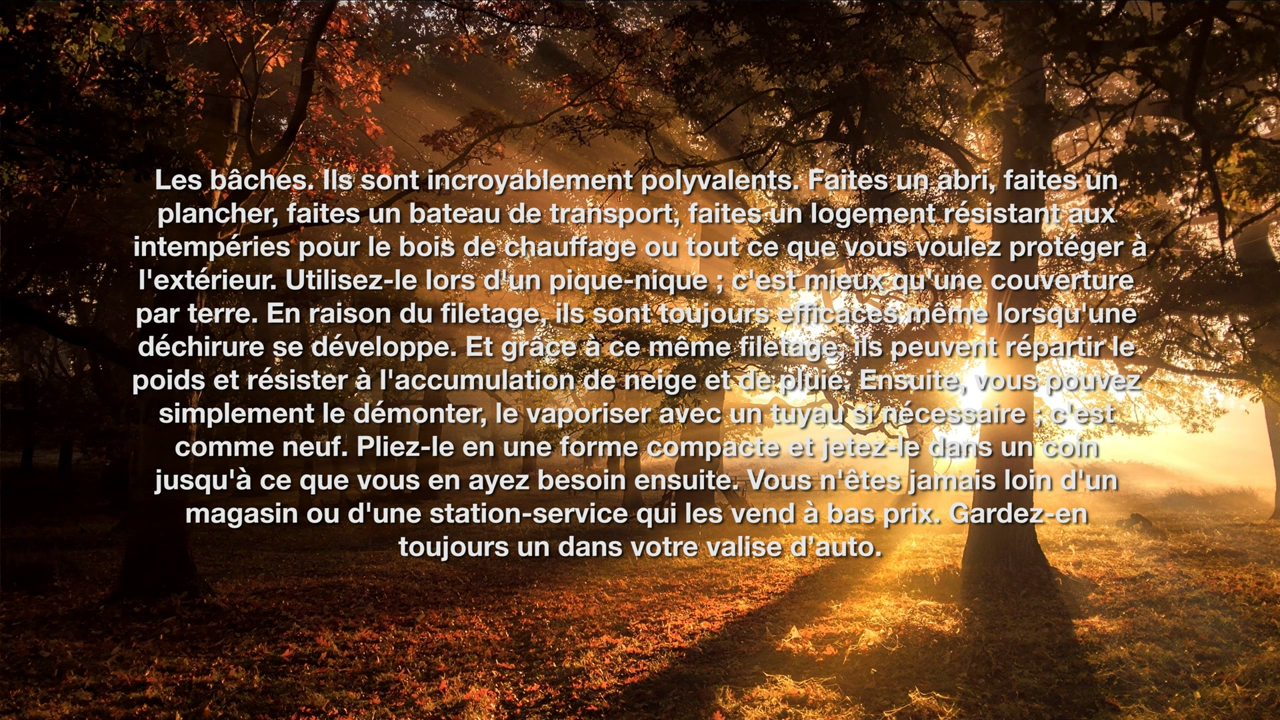 Les bâches. Ils sont incroyablement polyvalents. Faites un abri, faites un
plancher, faites un bateau de transport, faites un logement résistant aux
intempéries pour le bois de chauffage ou tout ce que vous voulez protéger à
l'extérieur. Utilisez-le lors d'un pique-nique ; c'est mieux qu'une couverture
par terre. En raison du filetage, ils sont toujours efficaces même lorsqu'une
déchirure se développe. Et grâce à ce même filetage, ils peuvent répartir le
poids et résister à l'accumulation de neige et de pluie. Ensuite, vous pouvez
simplement le démonter, le vaporiser avec un tuyau si nécessaire ; c'est
comme neuf. Pliez-le en une forme compacte et jetez-le dans un coin
jusqu'à ce que vous en ayez besoin ensuite. Vous n'êtes jamais loin d'un
magasin ou d'une station-service qui les vend à bas prix. Gardez-en
toujours un dans votre valise d’auto.